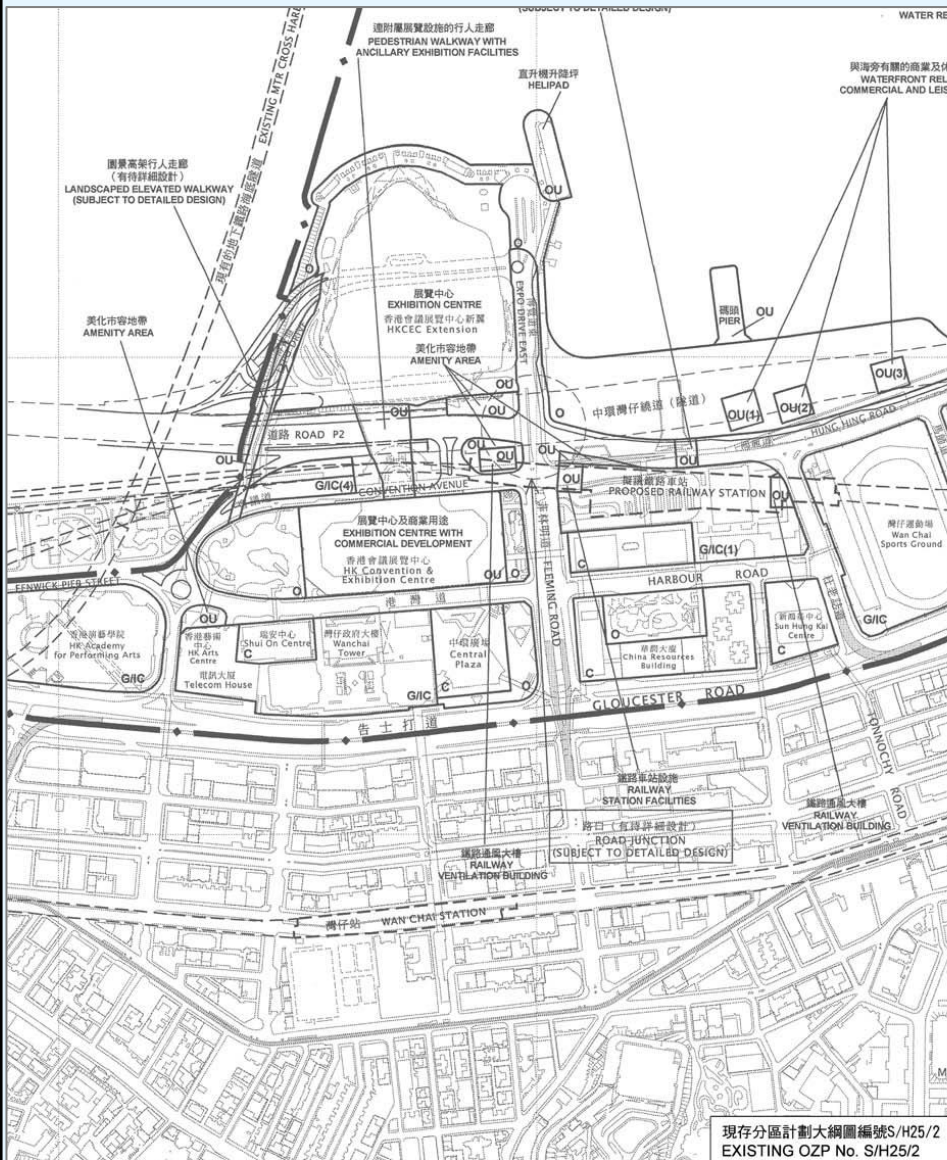 (SUBJECT TO DETAILED DESIGN)
WATER RE
連附屬展覽設施的行人走廊
PEDESTRIAN WALKWAY WITH
ANCILLARY EXHIBITION FACILITIES
直升機升降坪
HELIPAD
與海旁有關的商業及休
WATERFRONT REL
COMMERCIAL AND LEIS
EXISTING MTR CROSS HARB
現有的地下鐵路海底隧道
園景高架行人走廊
(有待詳細設計)
LANDSCAPED ELEVATED WALKWAY
(SUBJECT TO DETAILED DESIGN)
OU
O
O
展覽中心
EXHIBITION CENTRE
香港會議展覽中心新翼
HKCEC Extension
EXPO DRIVE EAST
博覽道東
碼頭
PIER
OU
美化市容地帶
AMENITY AREA
美化市容地帶
AMENITY AREA
OU
OU(3)
OU(1)
OU(2)
OU
OU
O
中環灣仔繞道 (隧道)
HUNG HING ROAD
道路 ROAD P2
OU
OU
OU
OU
OU
OU
G/IC(4)
CONVENTION AVENUE
OU
擬議鐵路車站
PROPOSED RAILWAY STATION
OU
展覽中心及商業用途
EXHIBITION CENTRE WITH
COMMERCIAL DEVELOPMENT
香港會議展覽中心
HK Convention &
Exhibition Centre
OU
O
菲林明道
FLEMING ROAD
C
G/IC(1)
灣仔運動場
Wan Chai
Sports Ground
FENWICK PIER STREET
港灣道
HARBOUR ROAD
G/IC
香港演藝學院
HK Academy
for Performing Arts
G/IC
OU
香港藝術
中心
HK Arts
Centre
電訊大廈
Telecom House
瑞安中心
Shui On Centre
C
灣仔政府大樓
Wanchai
Tower
G/IC
中環廣場
Central
Plaza
C
O
O
華潤大廈
China Resources
Building
C
新鴻基中心
Sun Hung Kai
Centre
C
告士打道
GLOUCESTER ROAD
TONNOCHY ROAD
鐵路車站設施
RAILWAY
STATION FACILITIES
鐵路通風大樓
RAILWAY
VENTILATION BUILDING
路口 (有待詳細設計)
ROAD JUNCTION
(SUBJECT TO DETAILED DESIGN)
鐵路通風大樓
RAILWAY
VENTILATION BUILDING
灣仔站 WAN CHAI STATION
M
現存分區計劃大綱圖編號S/H25/2
EXISTING OZP No. S/H25/2